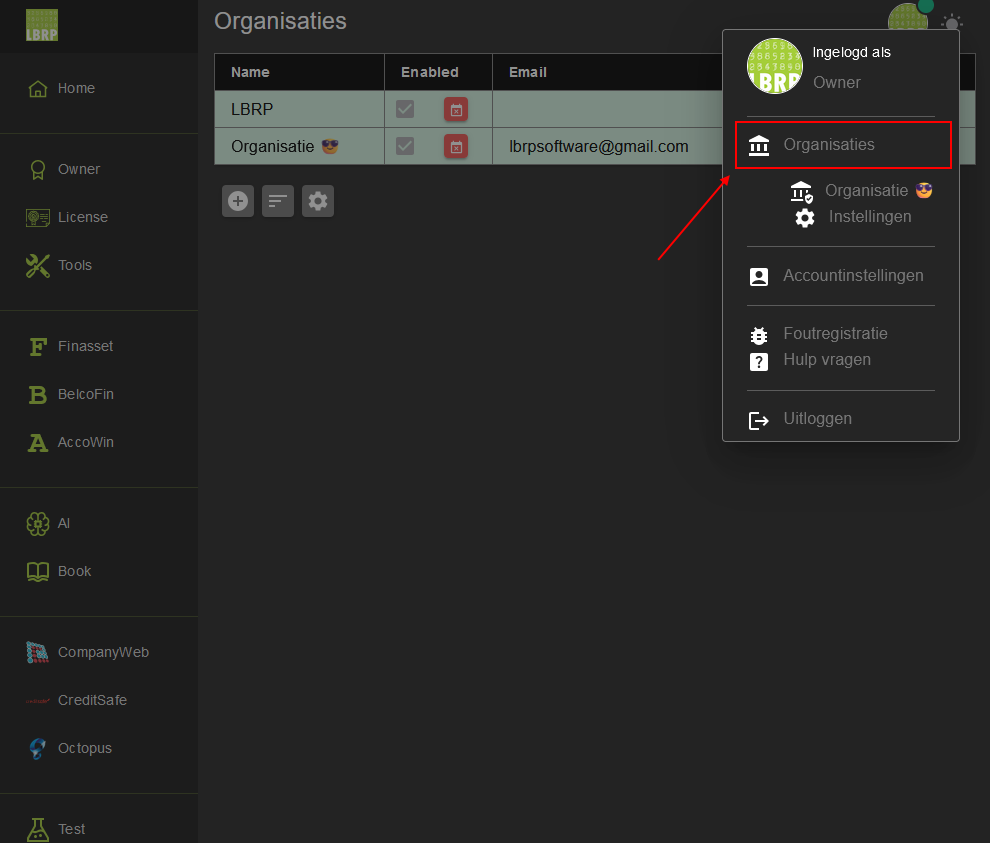 LBRP
Organisaties
Home
Owner
License
Tools
Finasset
BelcoFin
AccoWin
AI
Book
CompanyWeb
CreditSafe
Octopus
Test
Name Enabled Email
LBRP
Organisatie 😎 lbrpsoftware@gmail.com
LBRP
Ingelogd als
Owner
Organisaties
Organisatie 😎
Instellingen
Accountinstellingen
Foutregistratie
Hulp vragen
Uitloggen